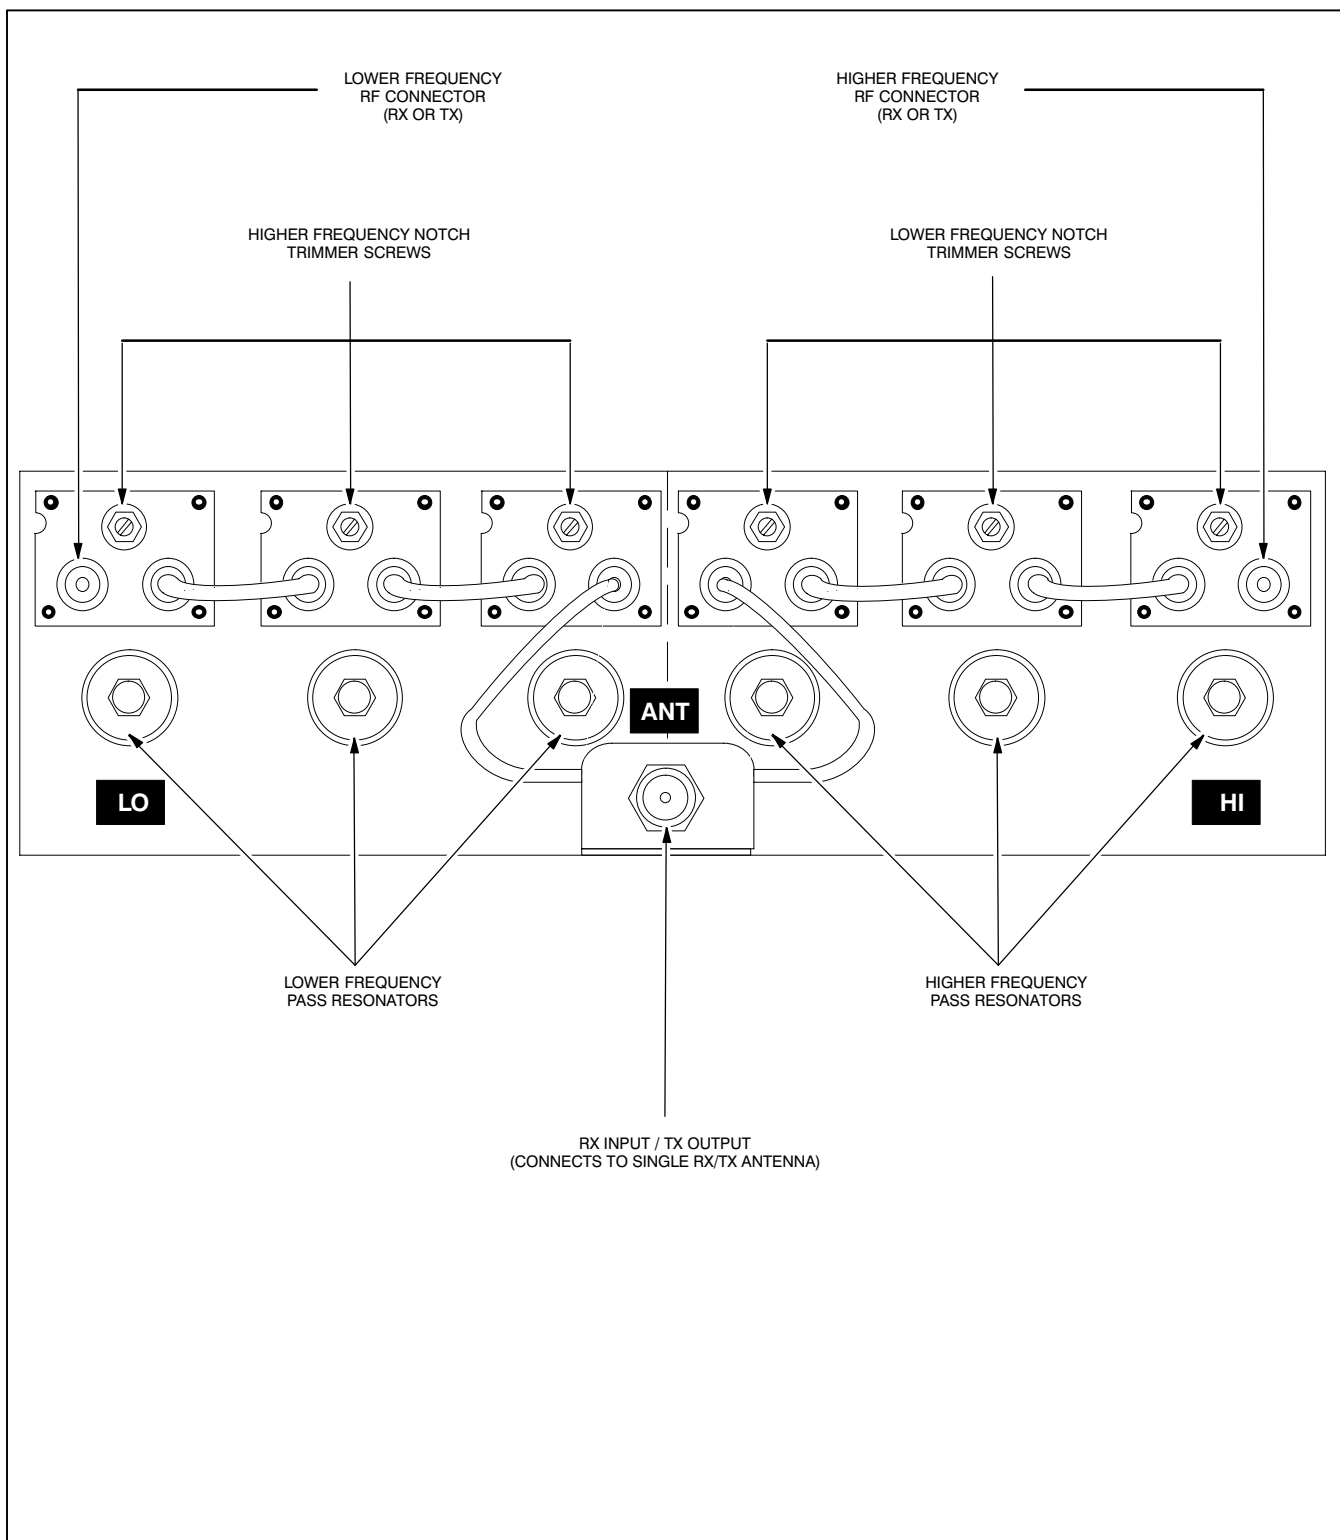 LOWER FREQUENCY
RF CONNECTOR
(RX OR TX)
HIGHER FREQUENCY
RF CONNECTOR
(RX OR TX)
HIGHER FREQUENCY NOTCH
TRIMMER SCREWS
LOWER FREQUENCY NOTCH
TRIMMER SCREWS
ANT
LO
HI
LOWER FREQUENCY
PASS RESONATORS
HIGHER FREQUENCY
PASS RESONATORS
RX INPUT / TX OUTPUT
(CONNECTS TO SINGLE RX/TX ANTENNA)